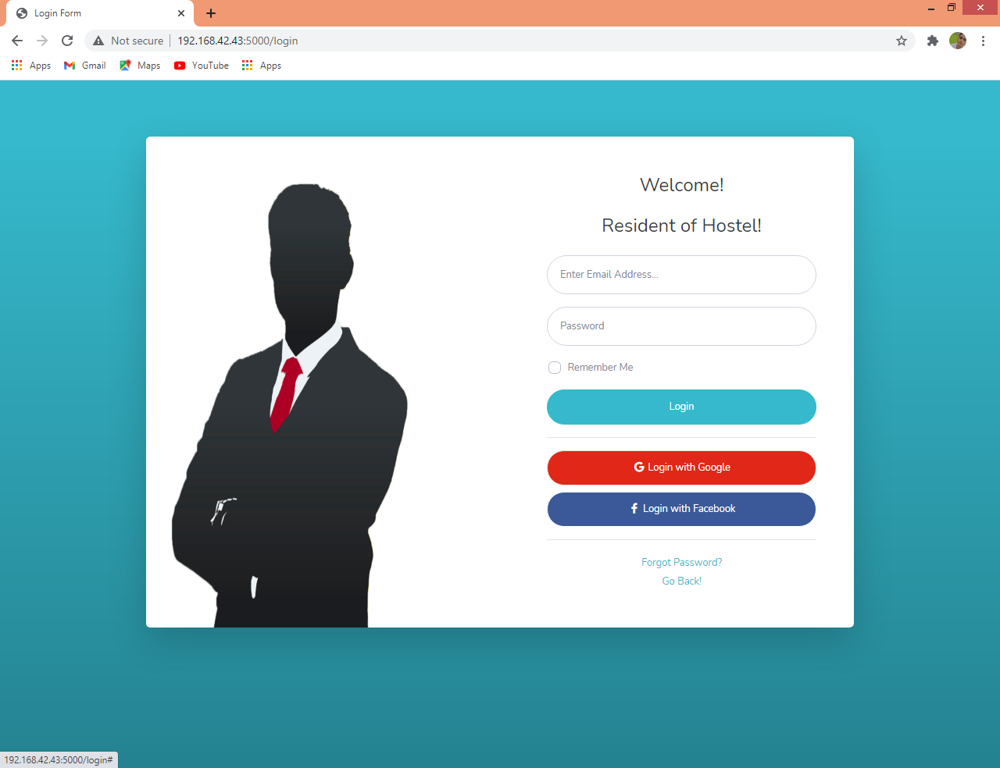 Login Form
Not secure 192.168.42.43:5000/login
Apps Gmail Maps YouTube Apps
Welcome!
Resident of Hostel!
Enter Email Address...
Password
Remember Me
Login
Login with Google
Login with Facebook
Forgot Password?
Go Back!
192.168.42.43:5000/login#